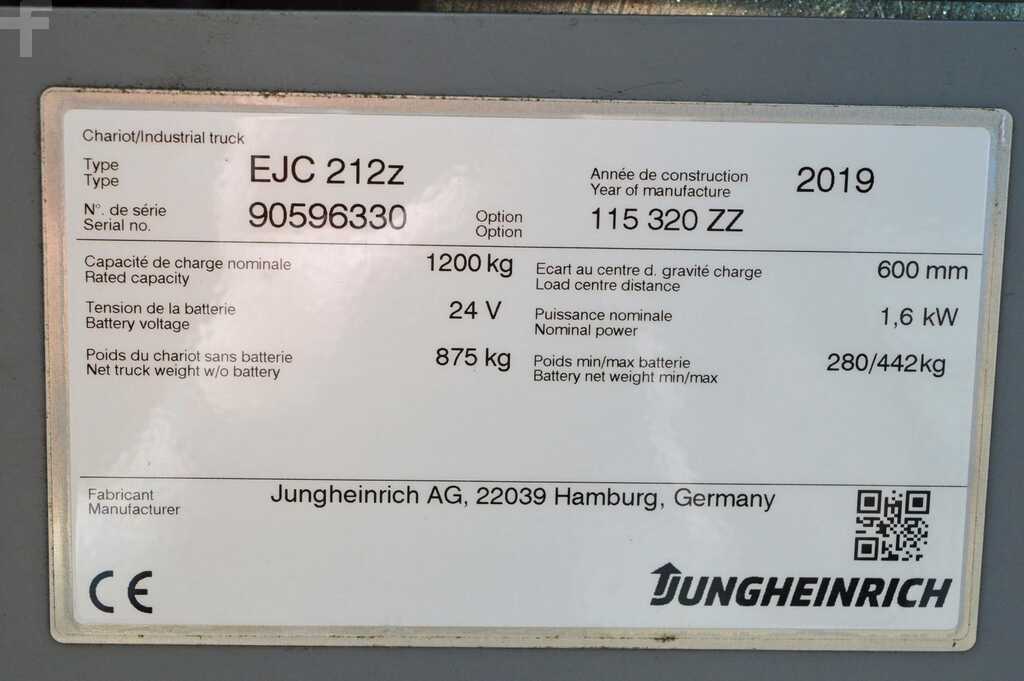 Chariot/Industrial truck
Type EJC 212z Année de construction 2019
Type Year of manufacture
N°. de série 90596330 Option 115 320 ZZ
Serial no. Option
Capacité de charge nominale 1200 kg Ecart au centre d. gravité charge 600 mm
Rated capacity Load centre distance
Tension de la batterie 24 V Puissance nominale 1,6 kW
Battery voltage Nominal power
Poids du chariot sans batterie 875 kg Poids min/max batterie 280/442kg
Net truck weight w/o battery Battery net weight min/max
Fabricant Jungheinrich AG, 22039 Hamburg, Germany
Manufacturer
CE JUNGHEINRICH